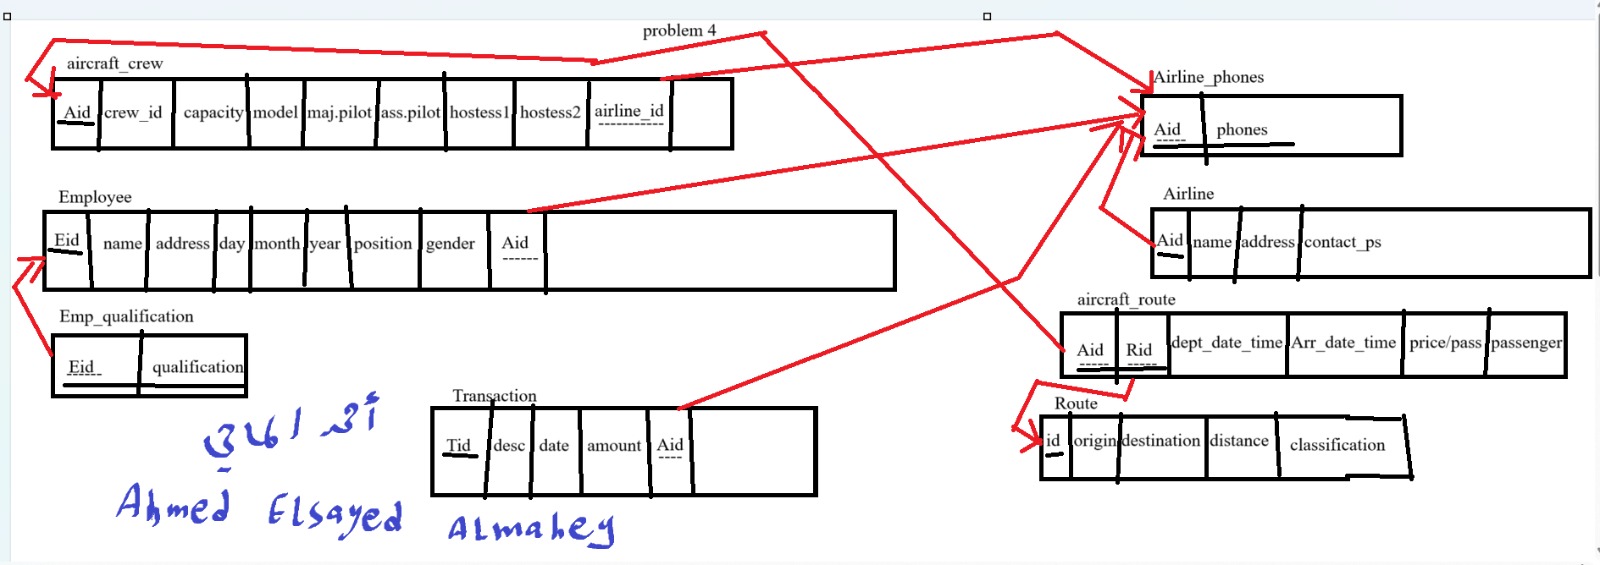 problem 4
aircraft_crew
Aid crew_id capacity model maj.pilot ass.pilot hostess1 hostess2 airline_id
Airline_phones
Aid phones
Employee
Eid name address day month year position gender Aid
Airline
Aid name address contact_ps
Emp_qualification
Eid qualification
aircraft_route
Aid Rid dept_date_time Arr_date_time price/pass passenger
Transaction
Tid desc date amount Aid
Route
id origin destination distance classification
Ahmed Elsayed ALmahey